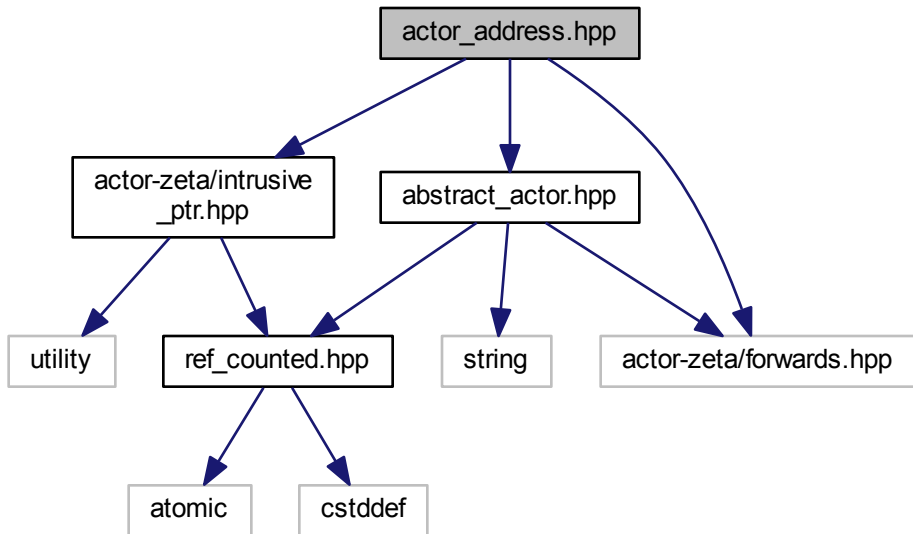 actor_address.hpp
actor-zeta/intrusive
_ptr.hpp
abstract_actor.hpp
utility
ref_counted.hpp
string
actor-zeta/forwards.hpp
atomic
cstddef